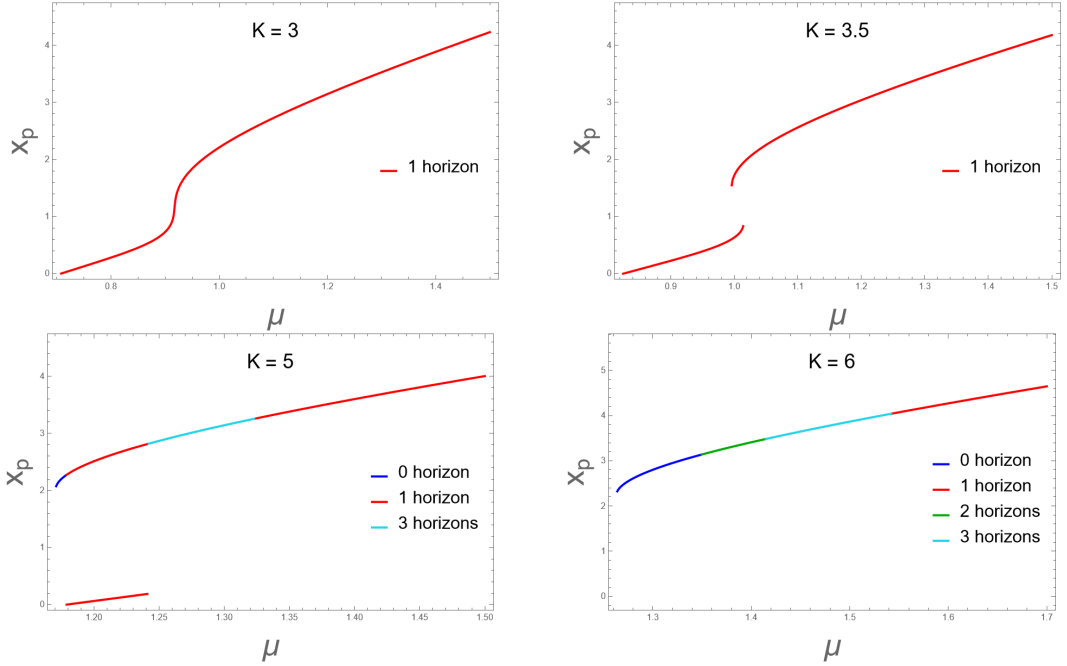 K = 3
4
3
2
1
0
x_p
1 horizon
0.8
1.0
1.2
1.4
μ
K = 3.5
4
3
2
1
0
x_p
1 horizon
0.9
1.0
1.1
1.2
1.3
1.4
1.5
μ
K = 5
4
3
2
1
0
x_p
0 horizon
1 horizon
3 horizons
1.20
1.25
1.30
1.35
1.40
1.45
1.50
μ
K = 6
5
4
3
2
1
0
x_p
0 horizon
1 horizon
2 horizons
3 horizons
1.3
1.4
1.5
1.6
1.7
μ